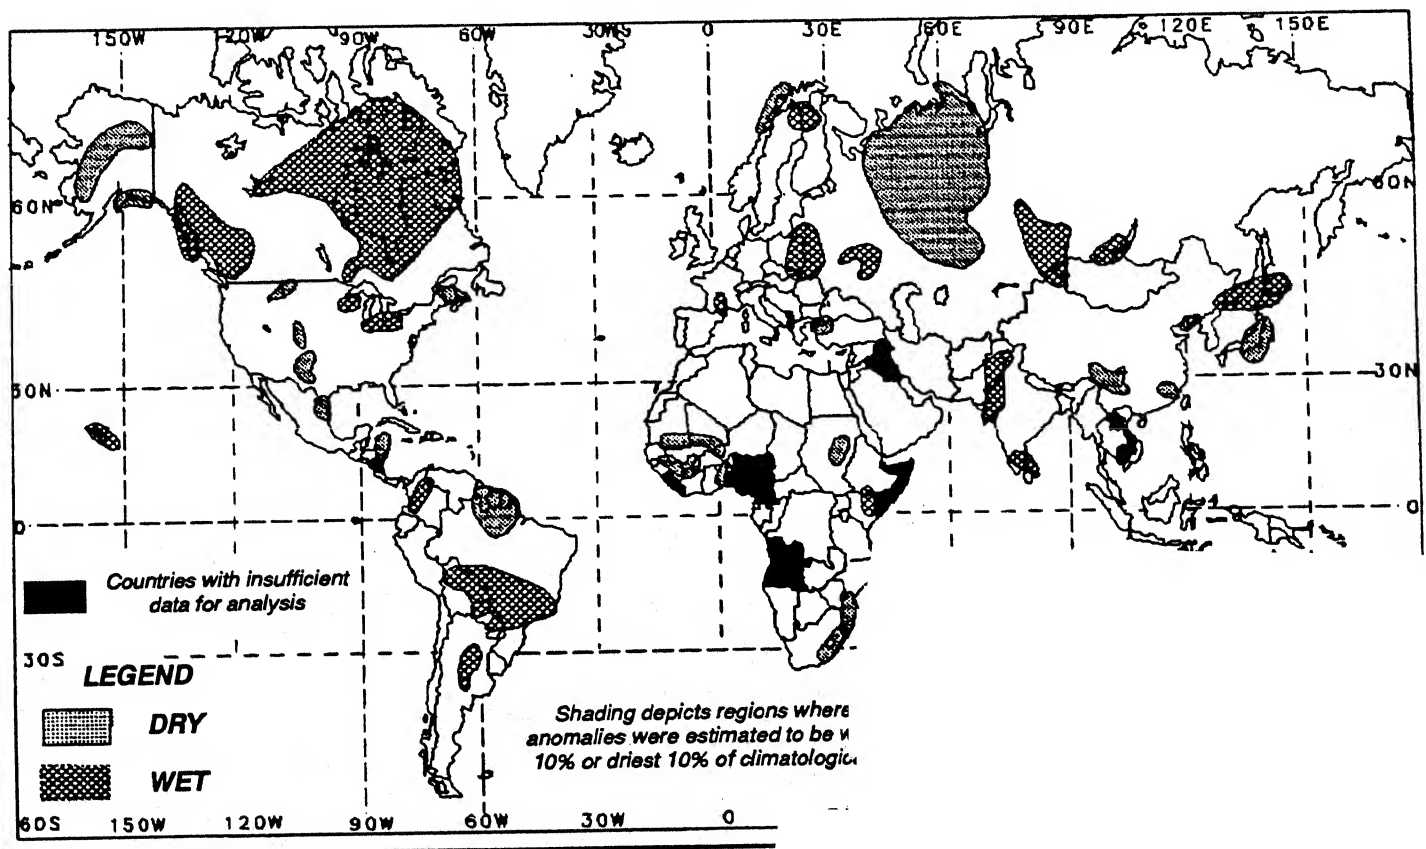 150W 120W 90W 60W 30W 0 30E 60E 90E 120E 150E
60N 60N
30N 30N
0 0
Countries with insufficient
data for analysis
30S
LEGEND
DRY
WET
Shading depicts regions where
anomalies were estimated to be w
10% or driest 10% of climatologic
60S 150W 120W 90W 60W 30W 0